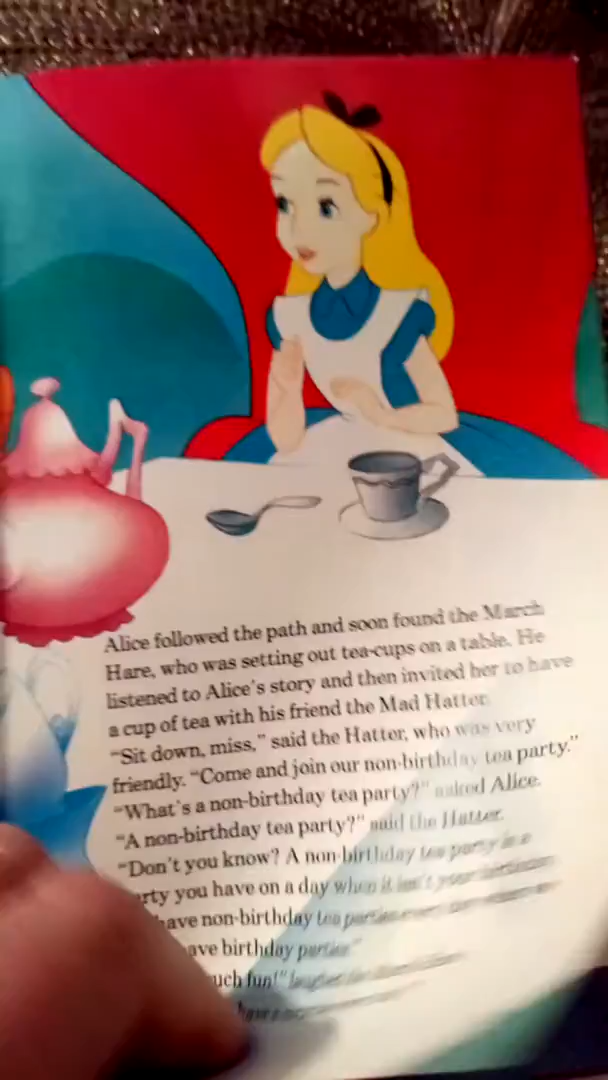 Alice followed the path and soon found the March
Hare, who was setting out tea-cups on a table. He
listened to Alice's story and then invited her to have
a cup of tea with his friend the Mad Hatter.
"Sit down, miss," said the Hatter, who was very
friendly. "Come and join our non-birthday tea party."
"What's a non-birthday tea party?" asked Alice.
"A non-birthday tea party?" said the Hatter.
"Don't you know? A non-birthday tea party is a
rty you have on a day when it isn't your birthday.
have non-birthday tea parties
ave birthday parties."
uch fun!"